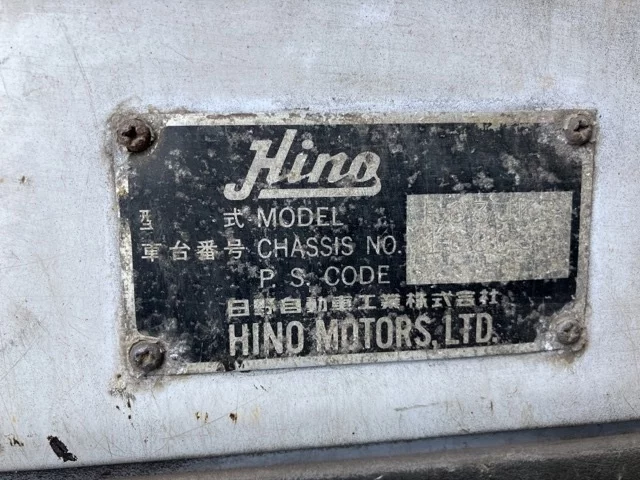 Hino
型 式 MODEL
車台番号 CHASSIS NO.
P. S. CODE
日野自動車工業株式会社
HINO MOTORS, LTD.